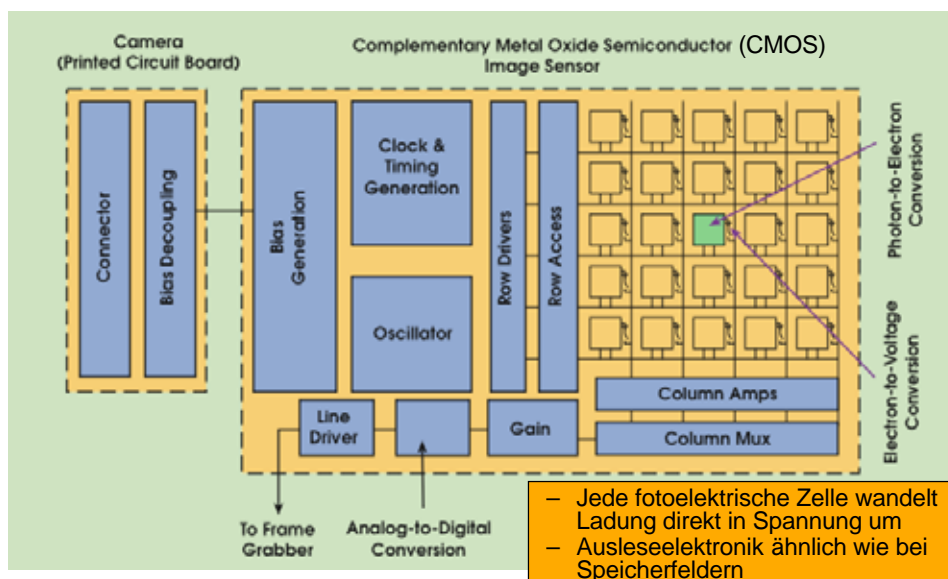 Camera
(Printed Circuit Board)
Complementary Metal Oxide Semiconductor (CMOS)
Image Sensor
Connector
Bias Decoupling
Bias
Generation
Clock &
Timing
Generation
Oscillator
Row Drivers
Row Access
Photon-to-Electron
Conversion
Electron-to-Voltage
Conversion
Line
Driver
Gain
Column Amps
Column Mux
To Frame
Grabber
Analog-to-Digital
Conversion
– Jede fotoelektrische Zelle wandelt
Ladung direkt in Spannung um
– Ausleseelektronik ähnlich wie bei
Speicherfeldern